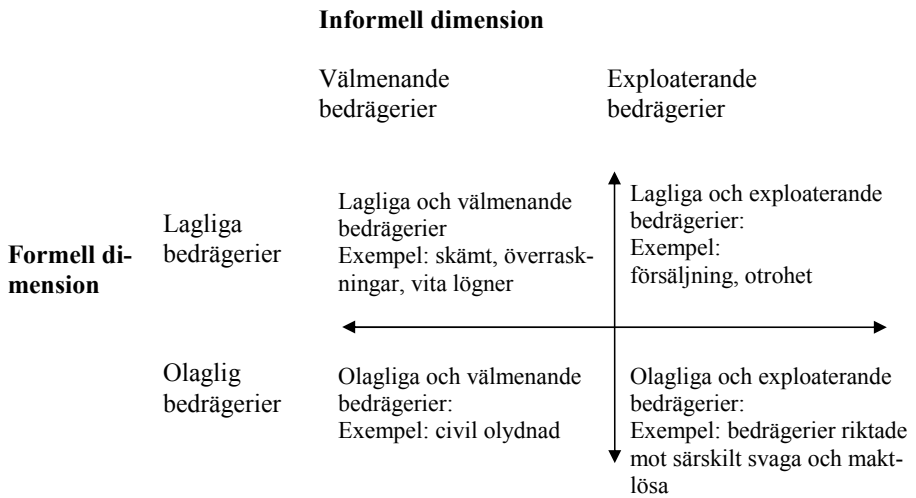 Informell dimension
Välmenande
bedrägerier
Exploaterande
bedrägerier
Formell di-
mension
Lagliga
bedrägerier
Lagliga och välmenande
bedrägerier
Exempel: skämt, överrask-
ningar, vita lögner
Lagliga och exploaterande
bedrägerier:
Exempel:
försäljning, otrohet
Olaglig
bedrägerier
Olagliga och välmenande
bedrägerier:
Exempel: civil olydnad
Olagliga och exploaterande
bedrägerier:
Exempel: bedrägerier riktade
mot särskilt svaga och makt-
lösa